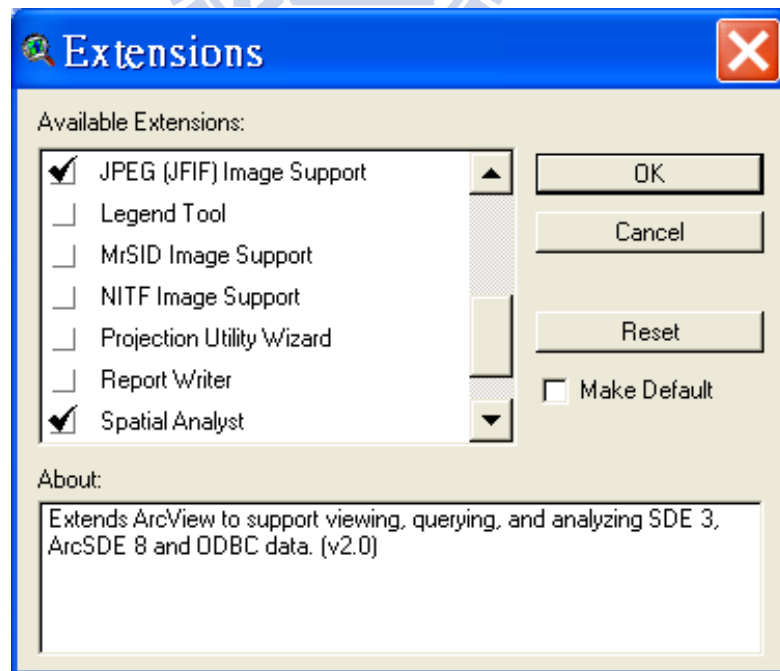 Extensions
Available Extensions:
JPEG (JFIF) Image Support
Legend Tool
MrSID Image Support
NITF Image Support
Projection Utility Wizard
Report Writer
Spatial Analyst
OK
Cancel
Reset
Make Default
About:
Extends ArcView to support viewing, querying, and analyzing SDE 3,
ArcSDE 8 and ODBC data. (v2.0)